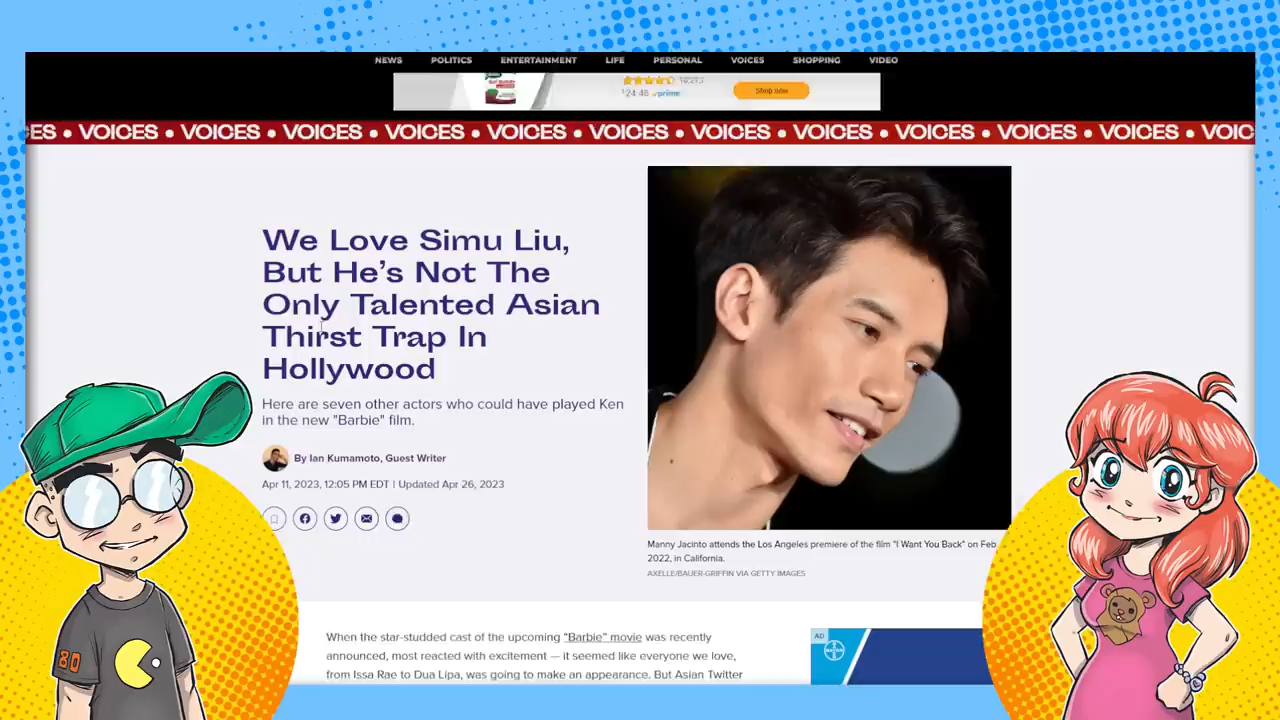 NEWS POLITICS ENTERTAINMENT LIFE PERSONAL VOICES SHOPPING VIDEO
Shop now
prime
ES • VOICES • VOICES • VOICES • VOICES • VOICES • VOICES • VOICES • VOICES • VOICES • VOICES • VOICES • VOIC
We Love Simu Liu,
But He's Not The
Only Talented Asian
Thirst Trap In
Hollywood
Here are seven other actors who could have played Ken
in the new "Barbie" film.
By Ian Kumamoto, Guest Writer
Apr 11, 2023, 12:05 PM EDT | Updated Apr 26, 2023
Manny Jacinto attends the Los Angeles premiere of the film "I Want You Back" on Feb
2022, in California.
AXELLE/BAUER-GRIFFIN VIA GETTY IMAGES
When the star-studded cast of the upcoming "Barbie" movie was recently
announced, most reacted with excitement — it seemed like everyone we love,
from Issa Rae to Dua Lipa, was going to make an appearance. But Asian Twitter
AD
BAYER
80